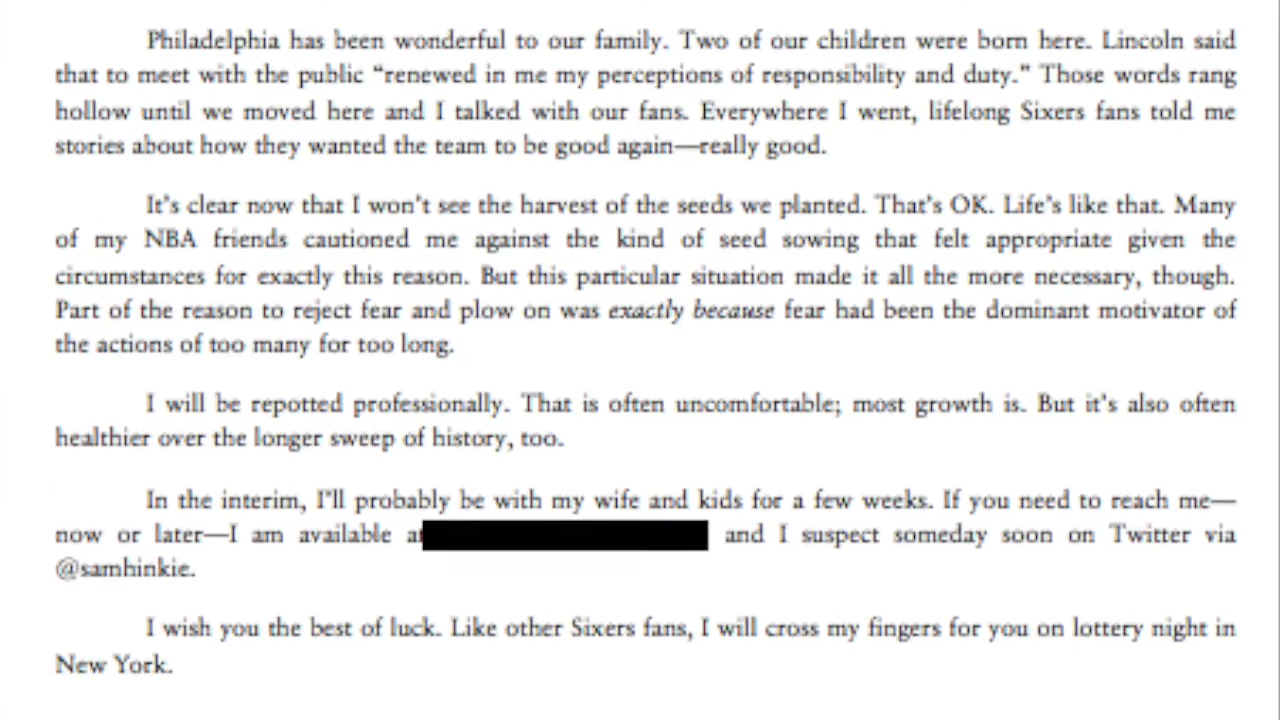 Philadelphia has been wonderful to our family. Two of our children were born here. Lincoln said
that to meet with the public “renewed in me my perceptions of responsibility and duty.” Those words rang
hollow until we moved here and I talked with our fans. Everywhere I went, lifelong Sixers fans told me
stories about how they wanted the team to be good again—really good.
It’s clear now that I won’t see the harvest of the seeds we planted. That’s OK. Life’s like that. Many
of my NBA friends cautioned me against the kind of seed sowing that felt appropriate given the
circumstances for exactly this reason. But this particular situation made it all the more necessary, though.
Part of the reason to reject fear and plow on was exactly because fear had been the dominant motivator of
the actions of too many for too long.
I will be repotted professionally. That is often uncomfortable; most growth is. But it’s also often
healthier over the longer sweep of history, too.
In the interim, I’ll probably be with my wife and kids for a few weeks. If you need to reach me—
now or later—I am available at and I suspect someday soon on Twitter via
@samhinkie.
I wish you the best of luck. Like other Sixers fans, I will cross my fingers for you on lottery night in
New York.